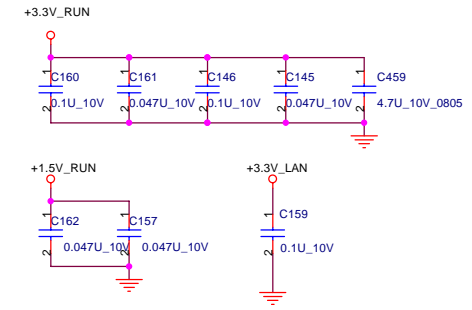 +3.3V_RUN
1 C160 1 C161 1 C146 1 C145 1 C459
2 0.1U_10V 2 0.047U_10V 2 0.1U_10V 2 0.047U_10V 2 4.7U_10V_0805
+1.5V_RUN +3.3V_LAN
1 C162 1 C157 1 C159
2 0.047U_10V 2 0.047U_10V 2 0.1U_10V